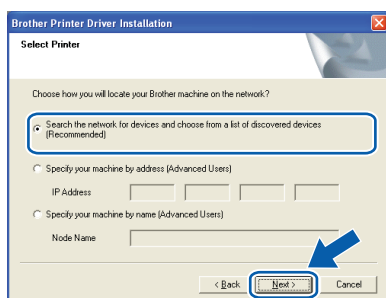 Brother Printer Driver Installation
Select Printer
Choose how you will locate your Brother machine on the network?
Search the network for devices and choose from a list of discovered devices
(Recommended)
Specify your machine by address (Advanced Users)
IP Address
Specify your machine by name (Advanced Users)
Node Name
< Back Next > Cancel